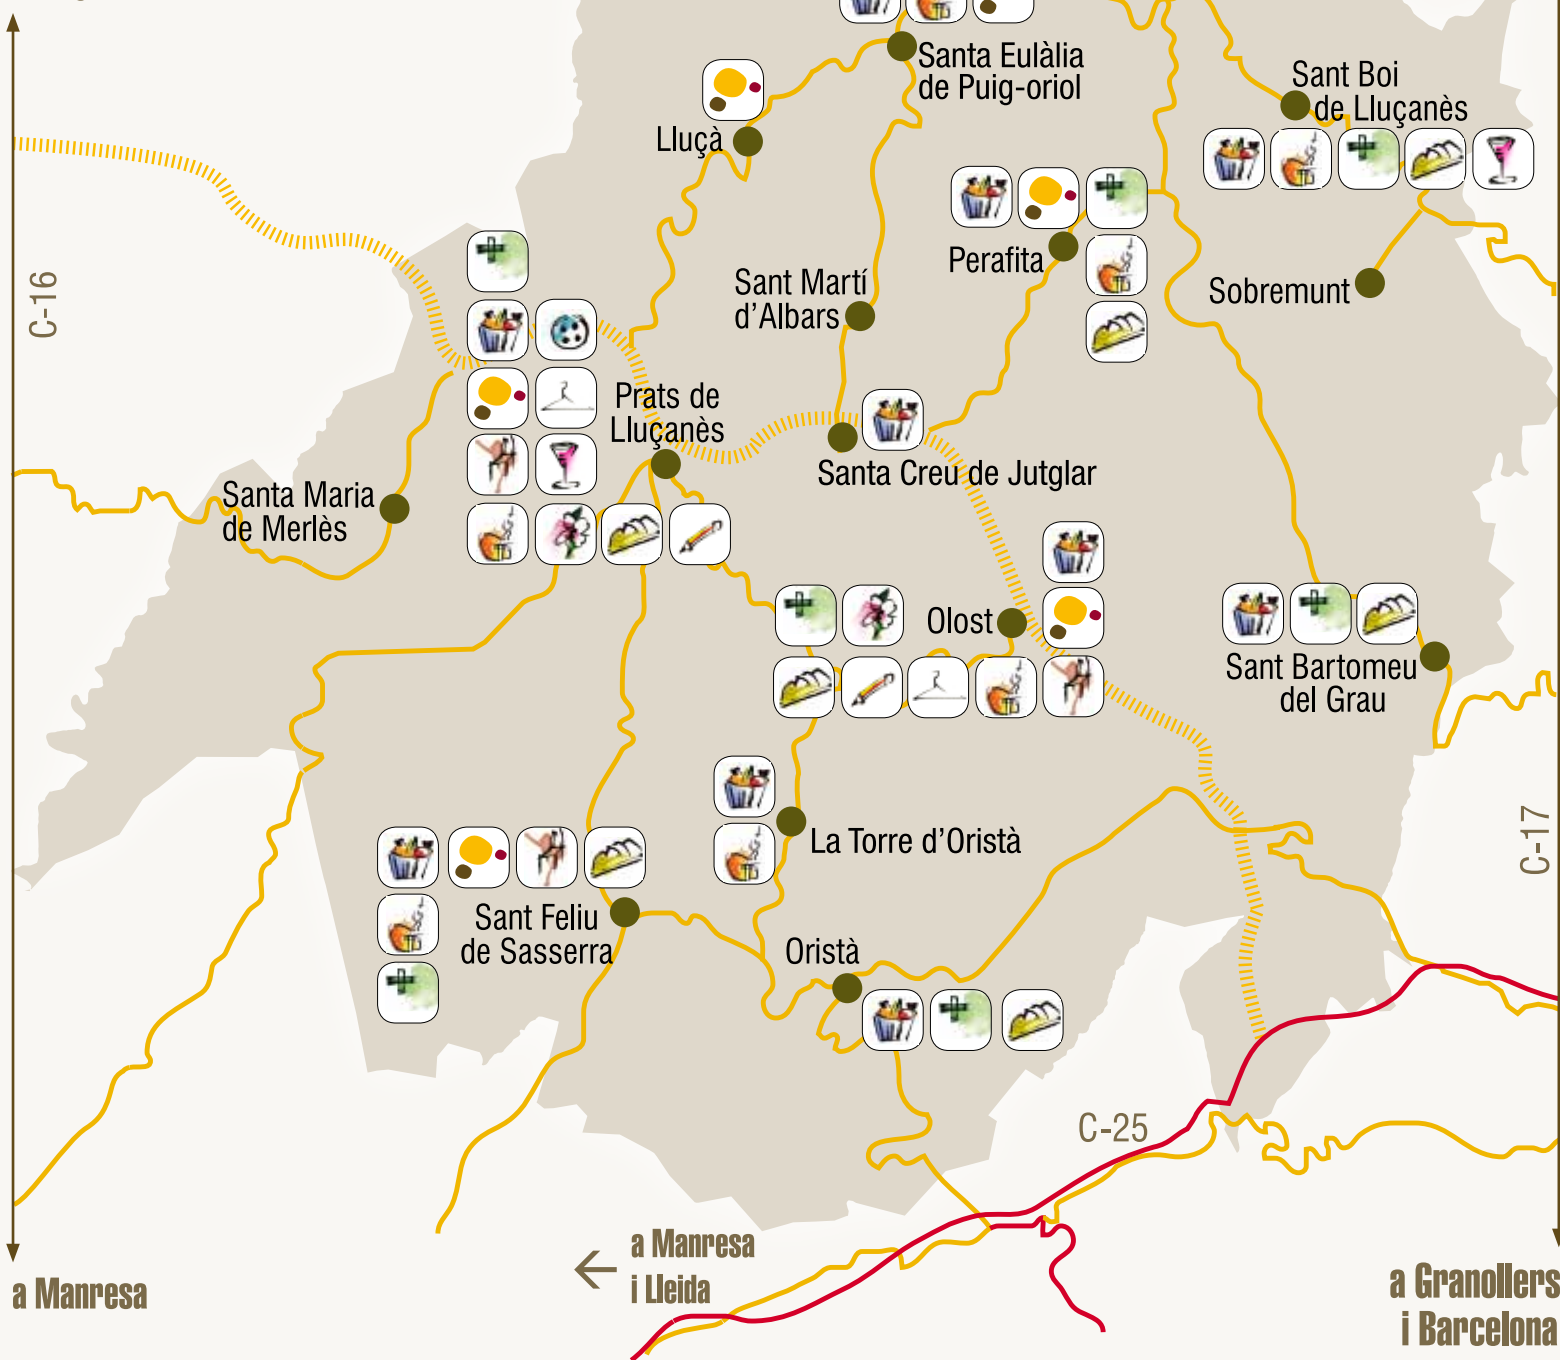 Santa Eulàlia
de Puig-oriol
Sant Boi
de Lluçanès
Lluçà
Perafita
Sobremunt
Sant Martí
d’Albars
C-16
Prats de
Lluçanès
Santa Creu de Jutglar
Santa Maria
de Merlès
Olost
Sant Bartomeu
del Grau
La Torre d’Oristà
C-17
Sant Feliu
de Sasserra
Oristà
C-25
a Manresa
i Lleida
a Manresa
a Granollers
i Barcelona